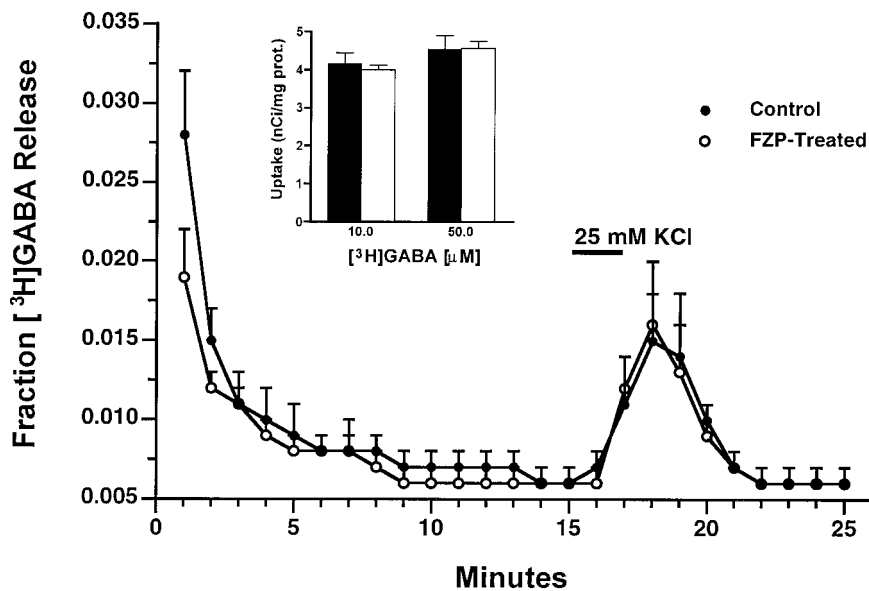 Fraction [³H]GABA Release
0.035
0.030
0.025
0.020
0.015
0.010
0.005
0 5 10 15 20 25
Minutes
Uptake (nCi/mg prot.)
5
4
3
2
1
0
10.0 50.0
[³H]GABA [µM]
Control
FZP-Treated
25 mM KCl